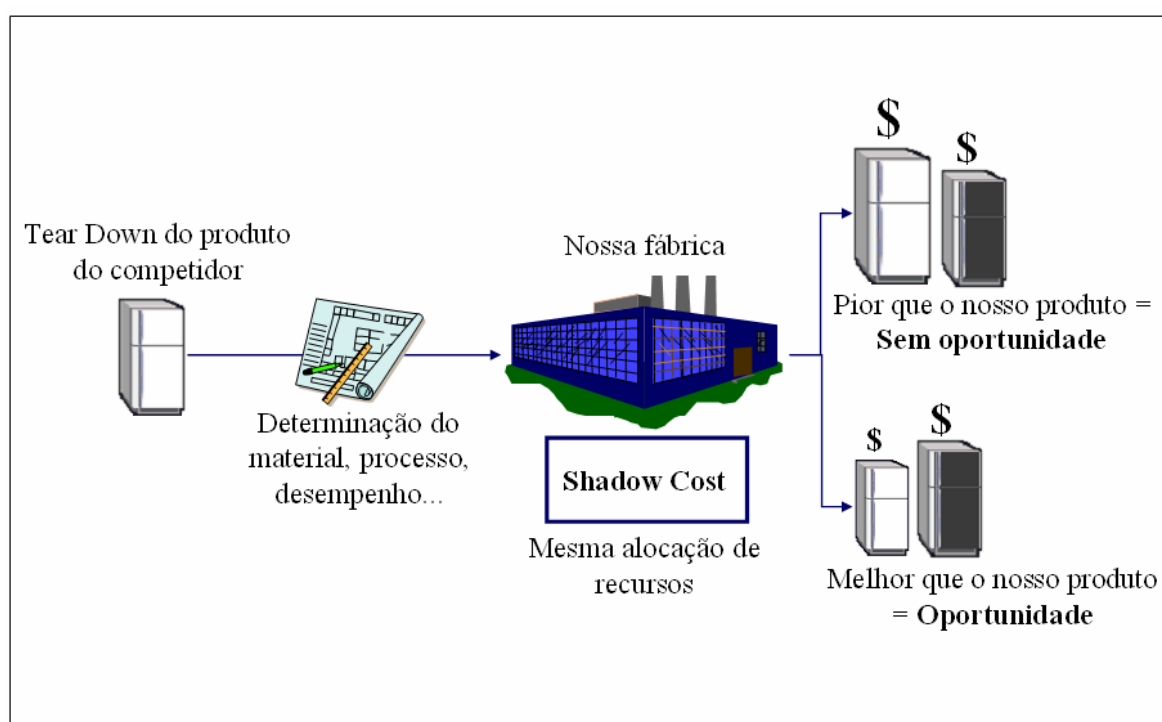 Tear Down do produto
do competidor
Determinação do
material, processo,
desempenho...
Nossa fábrica
Shadow Cost
Mesma alocação de
recursos
$
$
Pior que o nosso produto =
Sem oportunidade
$
$
Melhor que o nosso produto
= Oportunidade